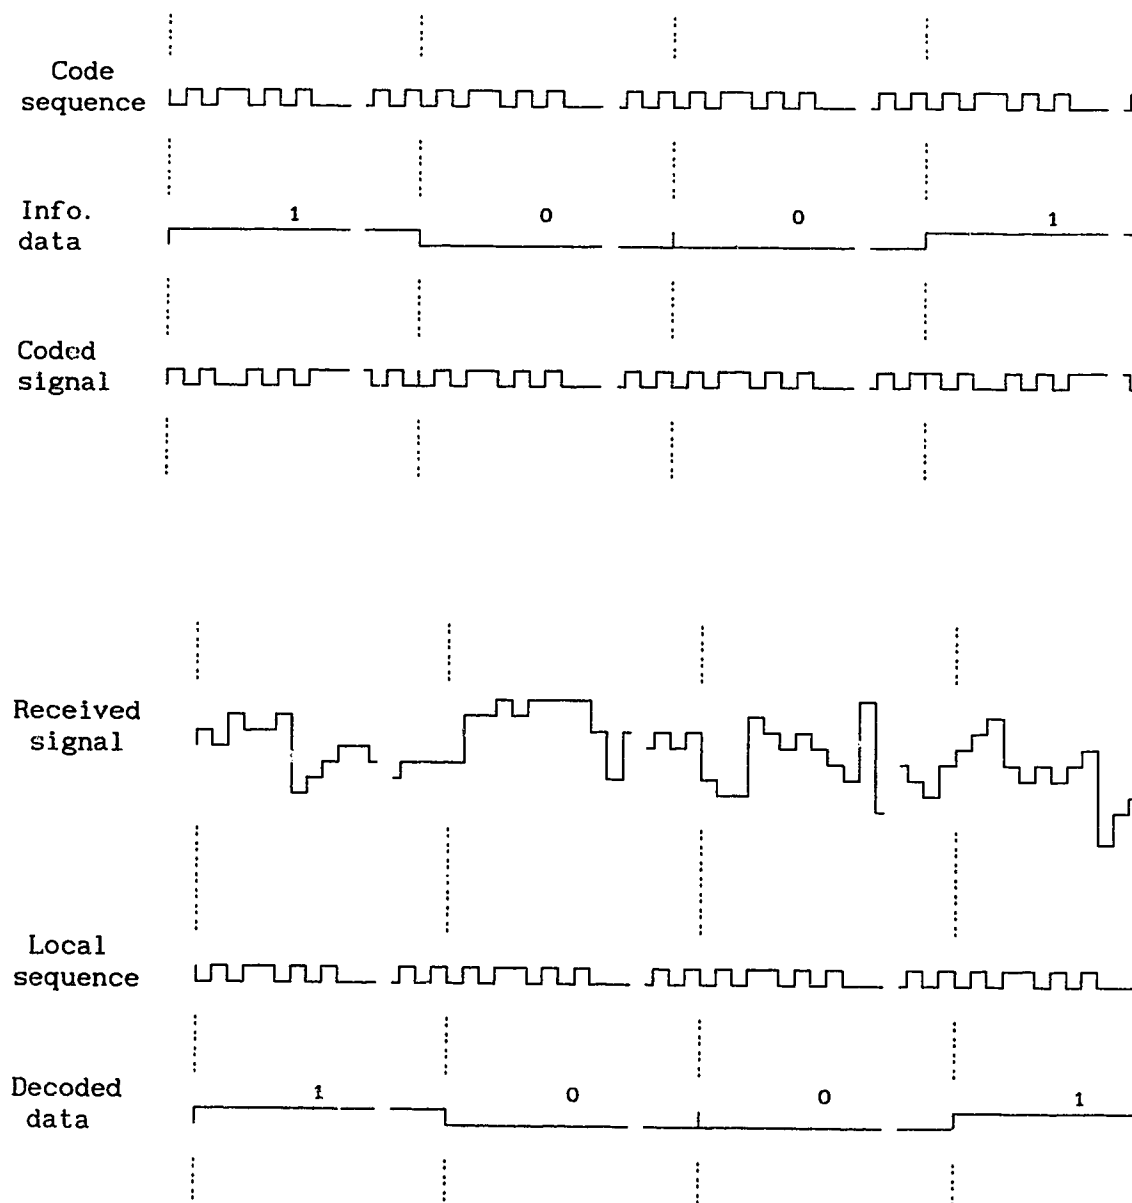 Code
sequence
Info.
data
1 0 0 1
Coded
signal
Received
signal
Local
sequence
Decoded
data
1 0 0 1